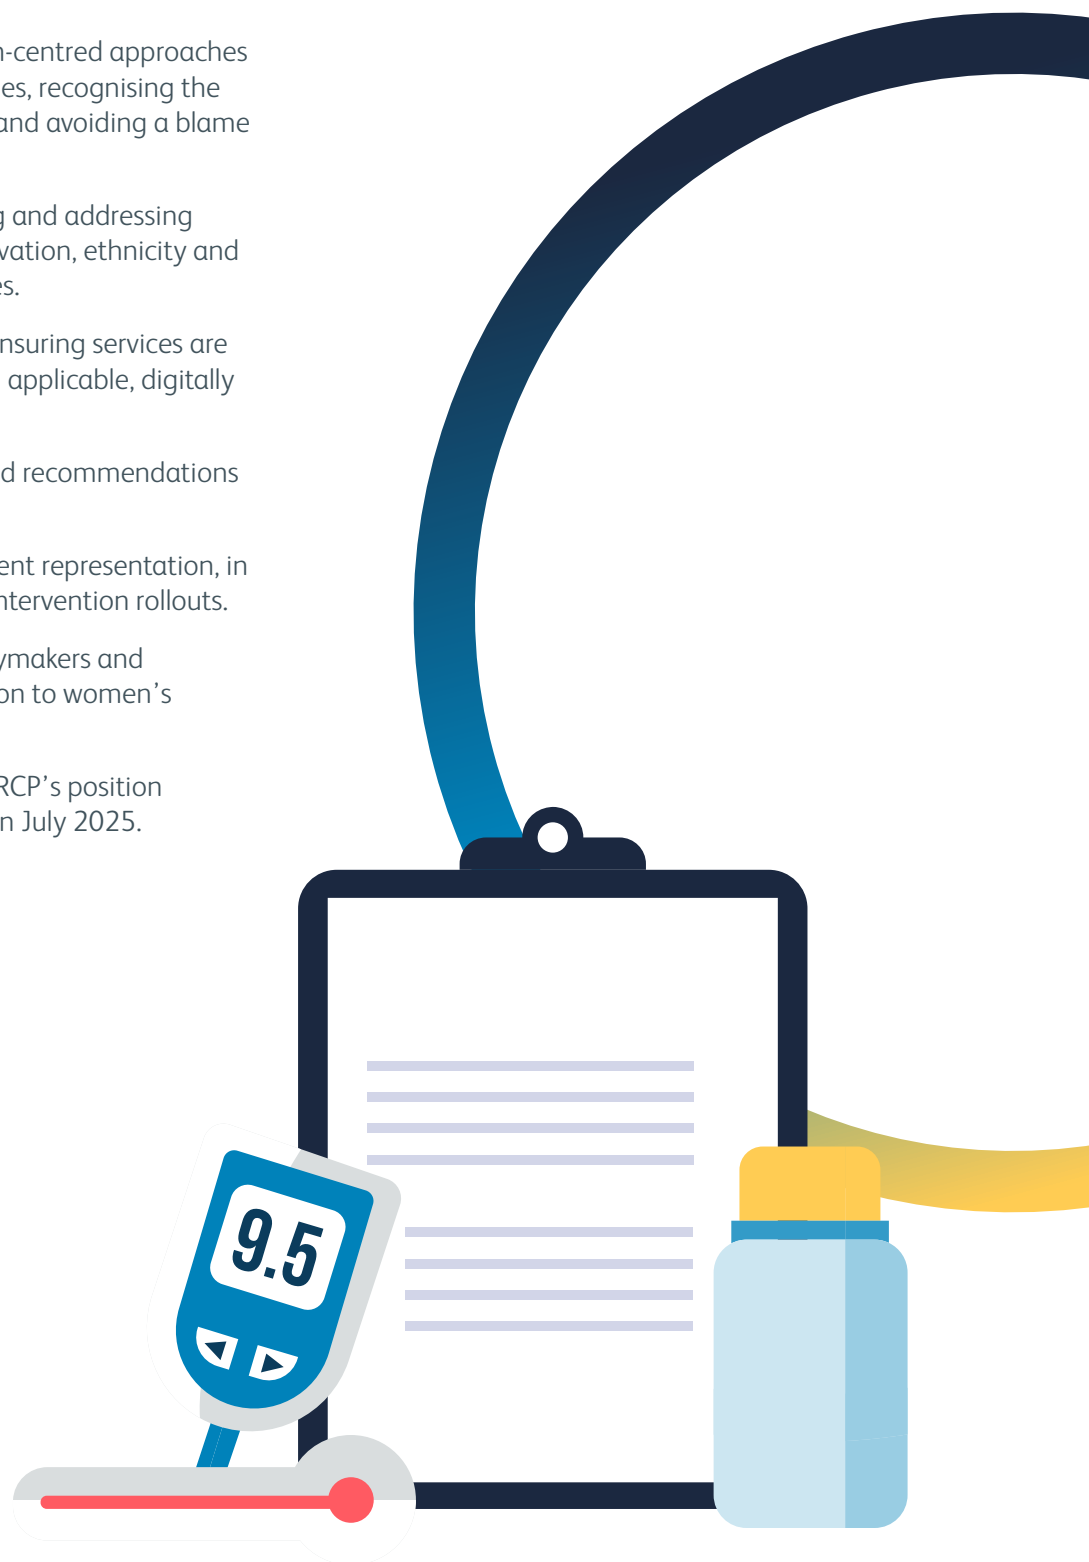 -centred approaches
es, recognising the
and avoiding a blame
g and addressing
vation, ethnicity and
es.
nsuring services are
applicable, digitally
d recommendations
ent representation, in
ntervention rollouts.
ymakers and
on to women's
RCP's position
n July 2025.
9.5